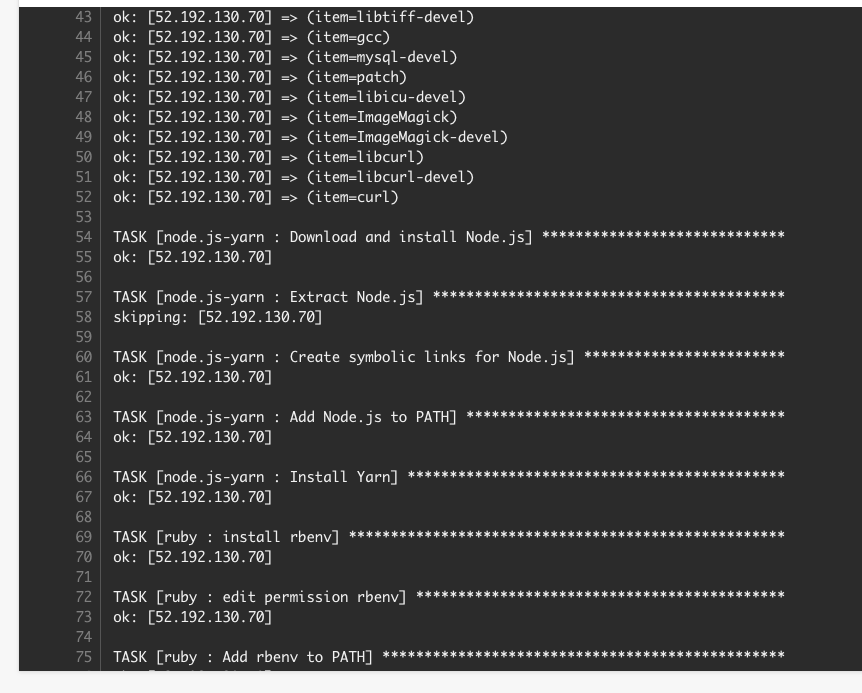 43 ok: [52.192.130.70] => (item=libtiff-devel)
44 ok: [52.192.130.70] => (item=gcc)
45 ok: [52.192.130.70] => (item=mysql-devel)
46 ok: [52.192.130.70] => (item=patch)
47 ok: [52.192.130.70] => (item=libicu-devel)
48 ok: [52.192.130.70] => (item=ImageMagick)
49 ok: [52.192.130.70] => (item=ImageMagick-devel)
50 ok: [52.192.130.70] => (item=libcurl)
51 ok: [52.192.130.70] => (item=libcurl-devel)
52 ok: [52.192.130.70] => (item=curl)
53
54 TASK [node.js-yarn : Download and install Node.js] *****************************
55 ok: [52.192.130.70]
56
57 TASK [node.js-yarn : Extract Node.js] ******************************************
58 skipping: [52.192.130.70]
59
60 TASK [node.js-yarn : Create symbolic links for Node.js] ************************
61 ok: [52.192.130.70]
62
63 TASK [node.js-yarn : Add Node.js to PATH] **************************************
64 ok: [52.192.130.70]
65
66 TASK [node.js-yarn : Install Yarn] *********************************************
67 ok: [52.192.130.70]
68
69 TASK [ruby : install rbenv] ****************************************************
70 ok: [52.192.130.70]
71
72 TASK [ruby : edit permission rbenv] ********************************************
73 ok: [52.192.130.70]
74
75 TASK [ruby : Add rbenv to PATH] ************************************************